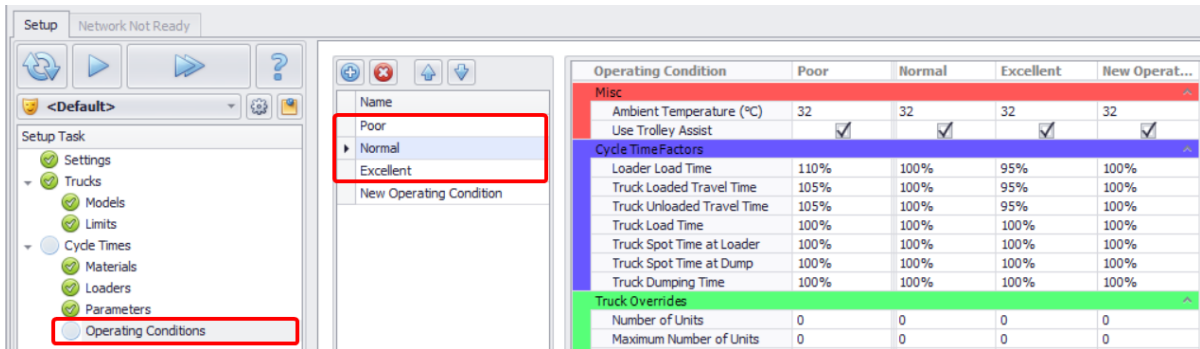 Setup Network Not Ready
<Default>
Setup Task
Settings
Trucks
Models
Limits
Cycle Times
Materials
Loaders
Parameters
Operating Conditions
Name
Poor
Normal
Excellent
New Operating Condition
Operating Condition Poor Normal Excellent New Operat...
Misc
Ambient Temperature (°C) 32 32 32 32
Use Trolley Assist
Cycle Time Factors
Loader Load Time 110% 100% 95% 100%
Truck Loaded Travel Time 105% 100% 95% 100%
Truck Unloaded Travel Time 105% 100% 95% 100%
Truck Load Time 100% 100% 100% 100%
Truck Spot Time at Loader 100% 100% 100% 100%
Truck Spot Time at Dump 100% 100% 100% 100%
Truck Dumping Time 100% 100% 100% 100%
Truck Overrides
Number of Units 0 0 0 0
Maximum Number of Units 0 0 0 0